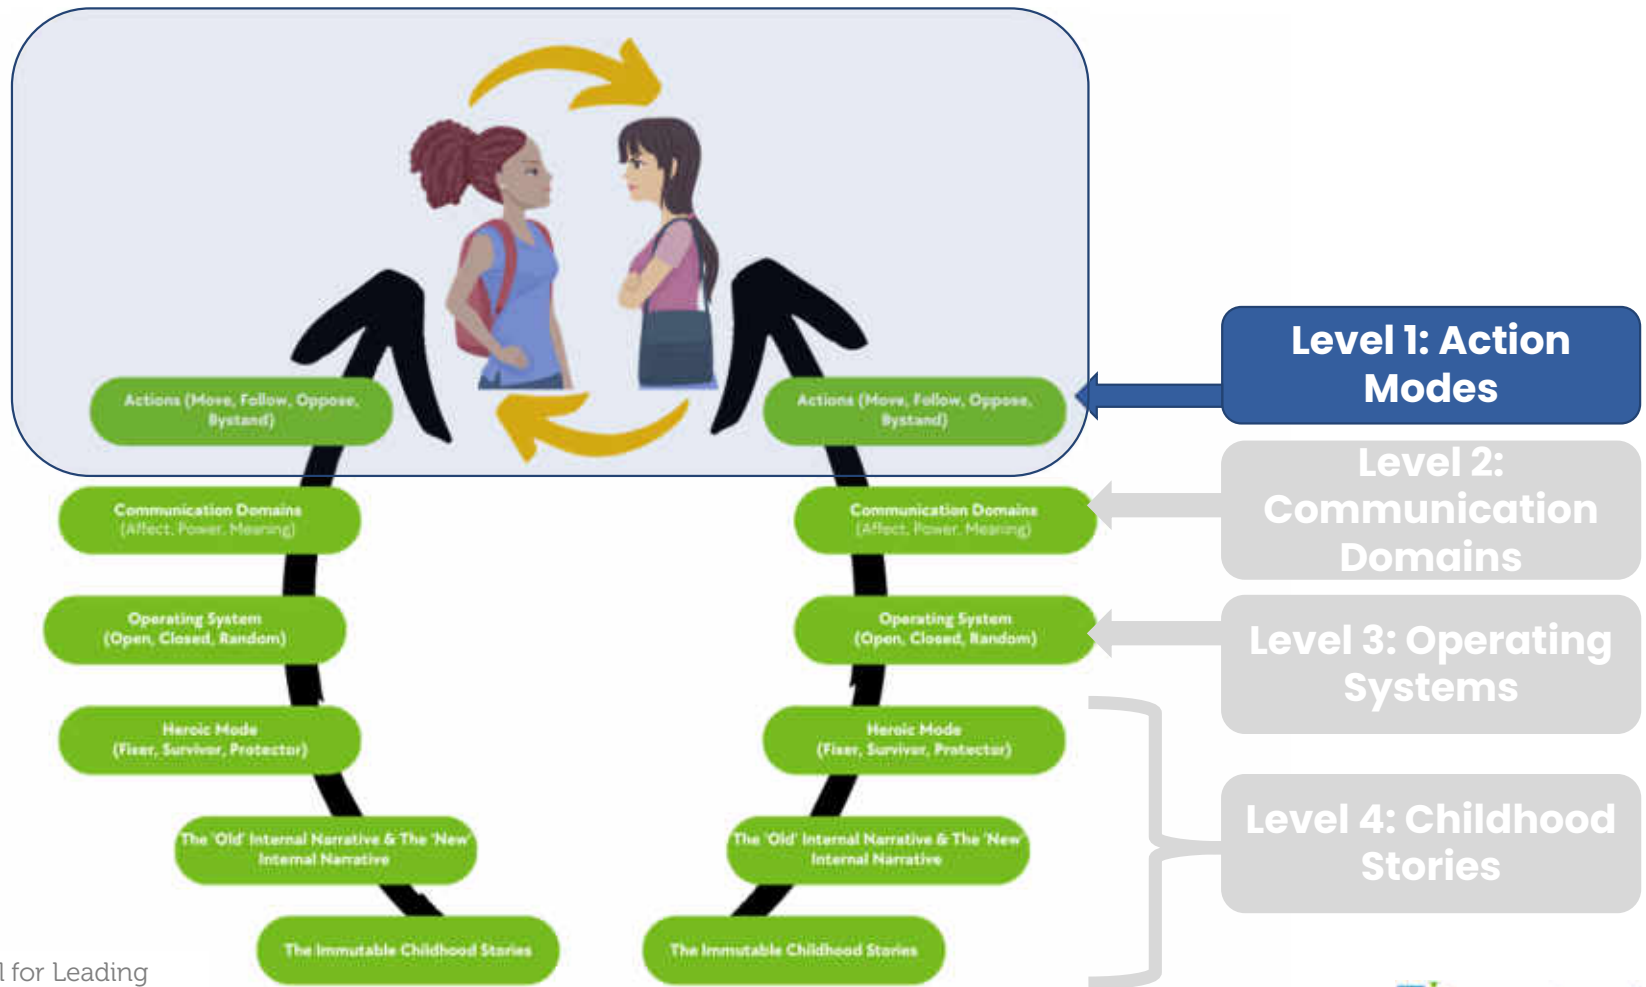 Level 1: Action
Modes
Actions (Move, Follow, Oppose,
Bystand)
Actions (Move, Follow, Oppose,
Bystand)
Level 2:
Communication
Domains
Communication Domains
(Affect, Power, Meaning)
Communication Domains
(Affect, Power, Meaning)
Operating System
(Open, Closed, Random)
Operating System
(Open, Closed, Random)
Level 3: Operating
Systems
Heroic Mode
(Fixer, Survivor, Protector)
Heroic Mode
(Fixer, Survivor, Protector)
The 'Old' Internal Narrative & The 'New'
Internal Narrative
The 'Old' Internal Narrative & The 'New'
Internal Narrative
Level 4: Childhood
Stories
The Immutable Childhood Stories
The Immutable Childhood Stories
for Leading